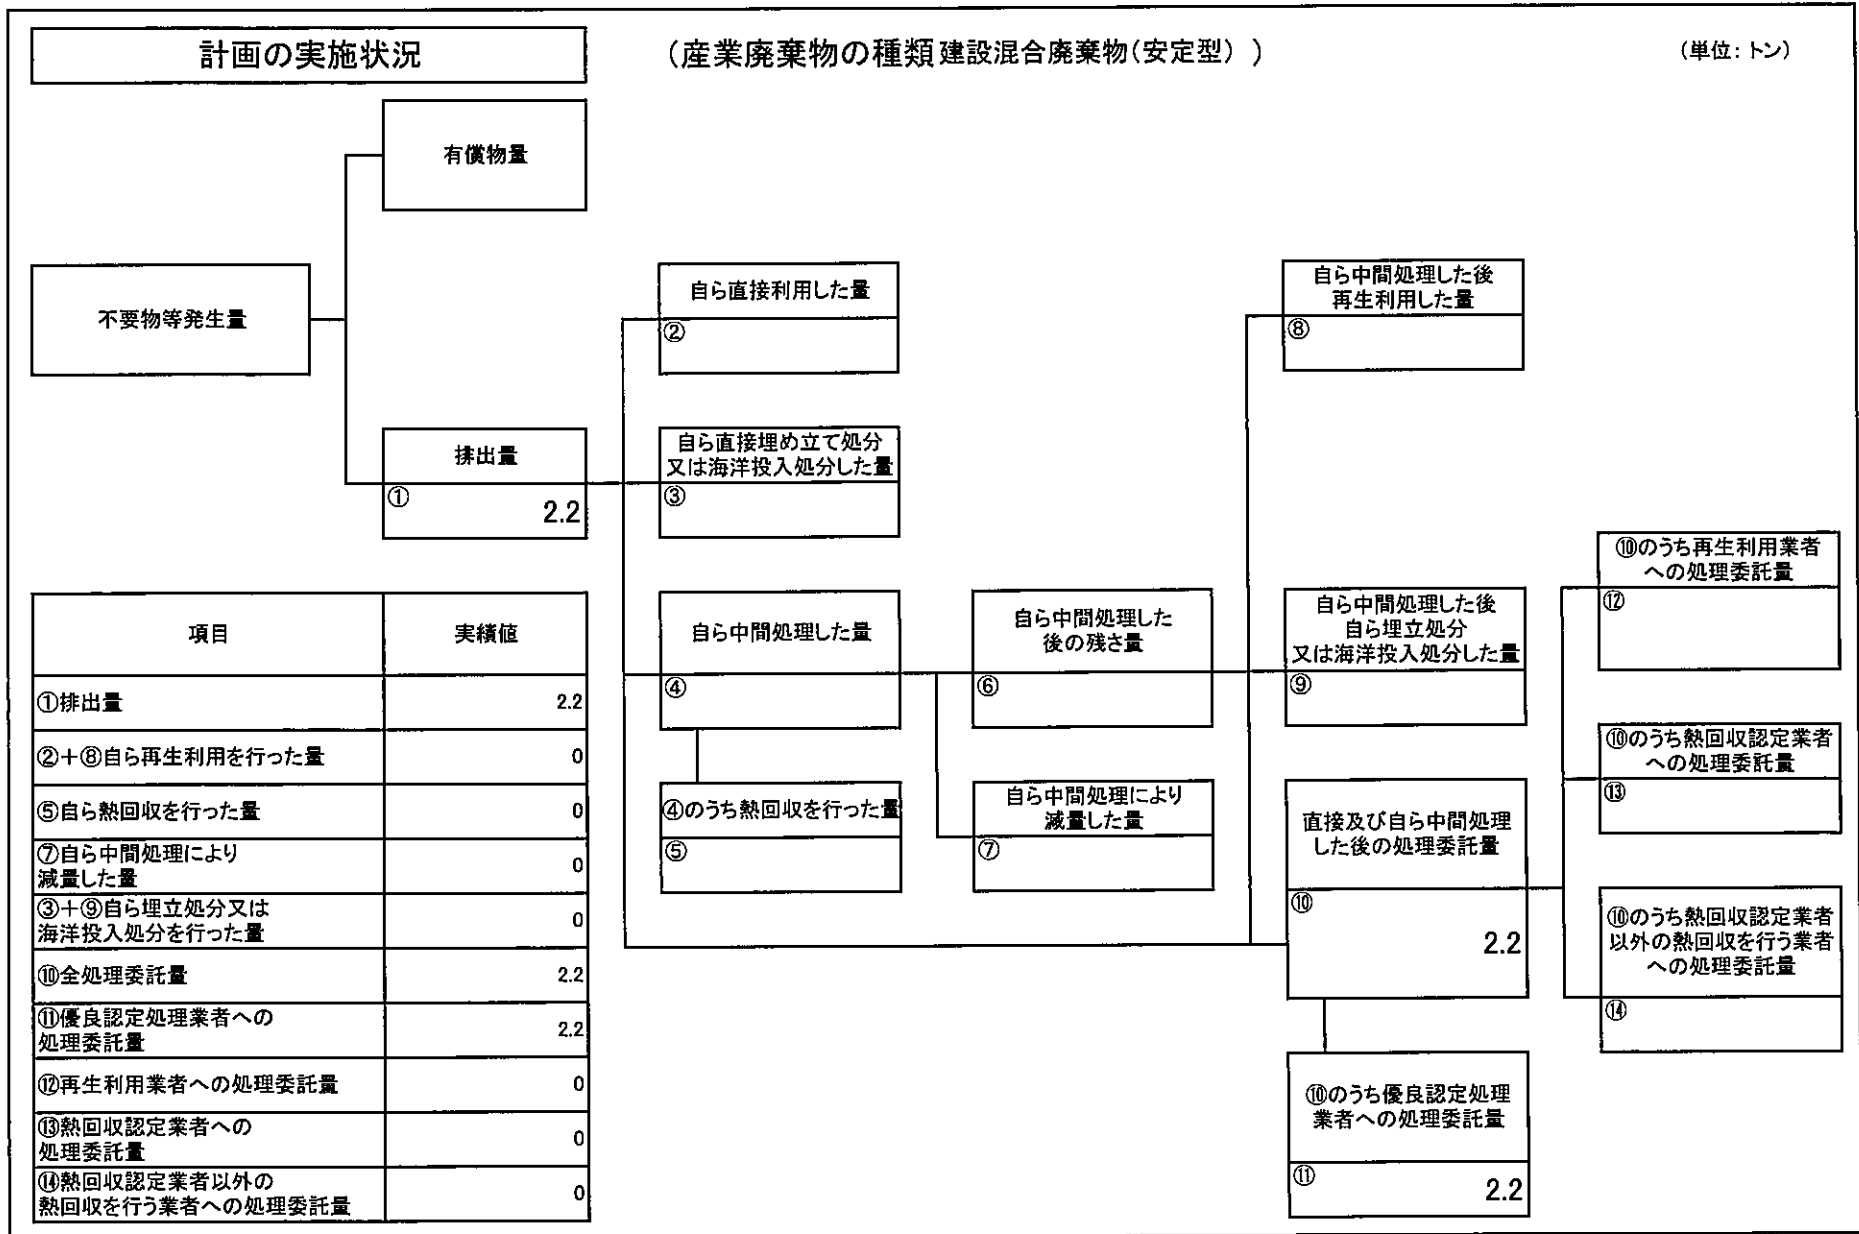 計画の実施状況
(産業廃棄物の種類 建設混合廃棄物(安定型) )
(単位: トン)
有償物量
不要物等発生量
排出量
①
2.2
自ら直接利用した量
②
自ら直接埋め立て処分
又は海洋投入処分した量
③
自ら中間処理した量
④
④のうち熱回収を行った量
⑤
自ら中間処理した
後の残さ量
⑥
自ら中間処理により
減量した量
⑦
自ら中間処理した後
再生利用した量
⑧
自ら中間処理した後
自ら埋立処分
又は海洋投入処分した量
⑨
直接及び自ら中間処理
した後の処理委託量
⑩
2.2
⑩のうち優良認定処理
業者への処理委託量
⑪
2.2
⑩のうち再生利用業者
への処理委託量
⑫
⑩のうち熱回収認定業者
への処理委託量
⑬
⑩のうち熱回収認定業者
以外の熱回収を行う業者
への処理委託量
⑭
項目 実績値
①排出量 2.2
②+⑧自ら再生利用を行った量 0
⑤自ら熱回収を行った量 0
⑦自ら中間処理により
減量した量 0
③+⑨自ら埋立処分又は
海洋投入処分を行った量 0
⑩全処理委託量 2.2
⑪優良認定処理業者への
処理委託量 2.2
⑫再生利用業者への処理委託量 0
⑬熱回収認定業者への
処理委託量 0
⑭熱回収認定業者以外の
熱回収を行う業者への処理委託量 0